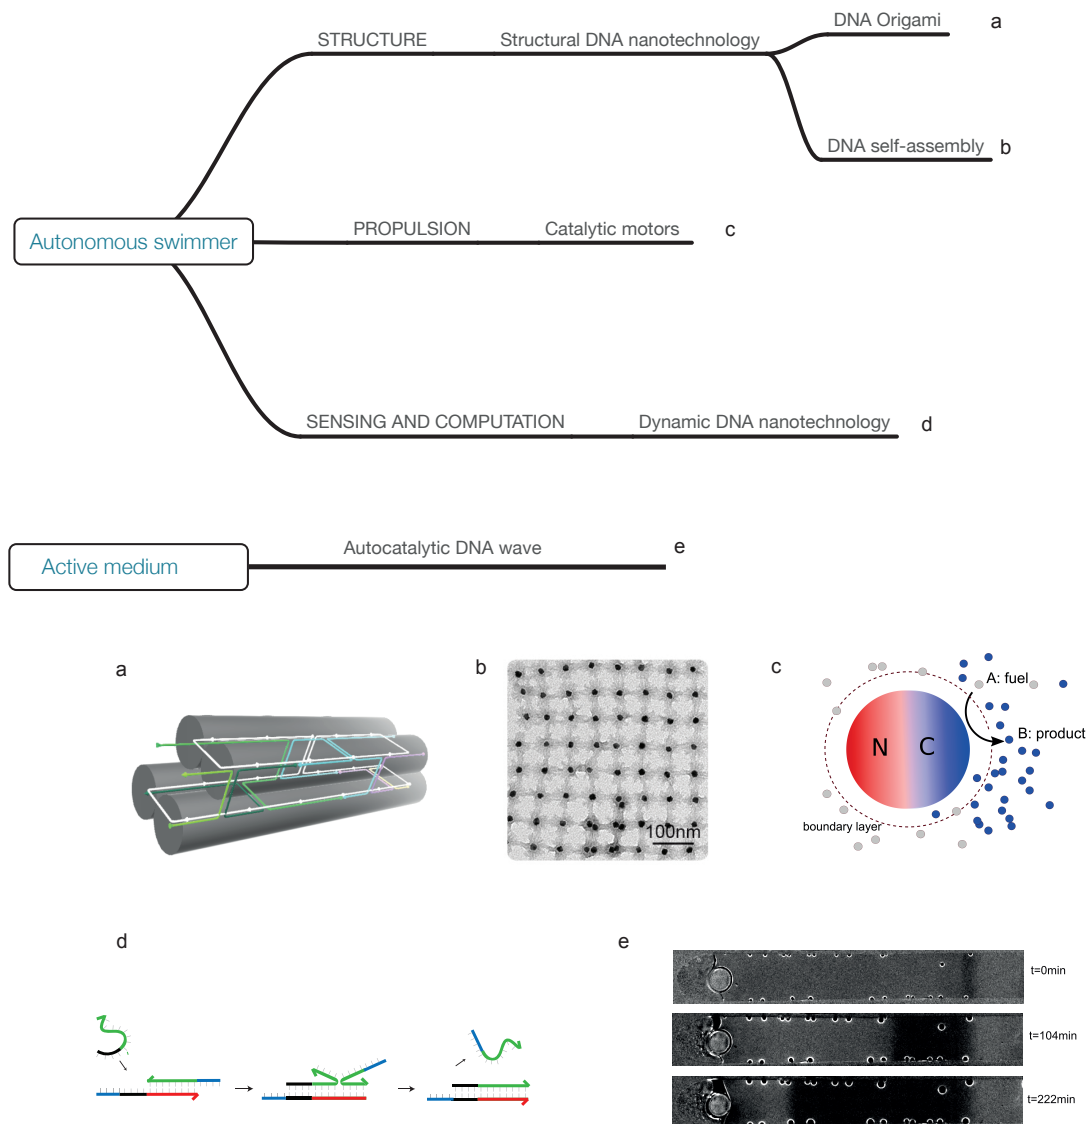 DNA Origami
a
STRUCTURE
Structural DNA nanotechnology
DNA self-assembly
b
Autonomous swimmer
PROPULSION
Catalytic motors
c
SENSING AND COMPUTATION
Dynamic DNA nanotechnology
d
Active medium
Autocatalytic DNA wave
e
a
b
100nm
c
A: fuel
N
C
B: product
boundary layer
d
e
t=0min
t=104min
t=222min